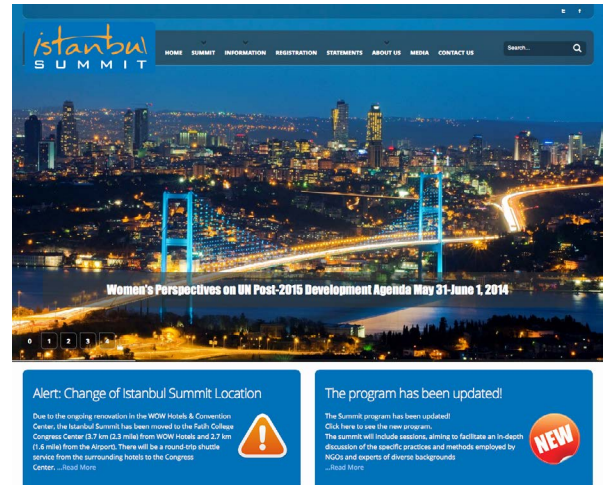 istanbul
SUMMIT
HOME SUMMIT INFORMATION REGISTRATION STATEMENTS ABOUT US MEDIA CONTACT US
Search...
Women's Perspectives on UN Post-2015 Development Agenda May 31-June 1, 2014
0 1 2 3 4
Alert: Change of Istanbul Summit Location
Due to the ongoing renovation in the WOW Hotels & Convention
Center, the Istanbul Summit has been moved to the Fatih College
Congress Center (3.7 km (2.3 mile) from WOW Hotels and 2.7 km
(1.6 mile) from the Airport). There will be a round-trip shuttle
service from the surrounding hotels to the Congress
Center. ...Read More
The program has been updated!
The Summit program has been updated!
Click here to see the new program.
The summit will include sessions, aiming to facilitate an in-depth
discussion of the specific practices and methods employed by
NGOs and experts of diverse backgrounds
...Read More
NEW